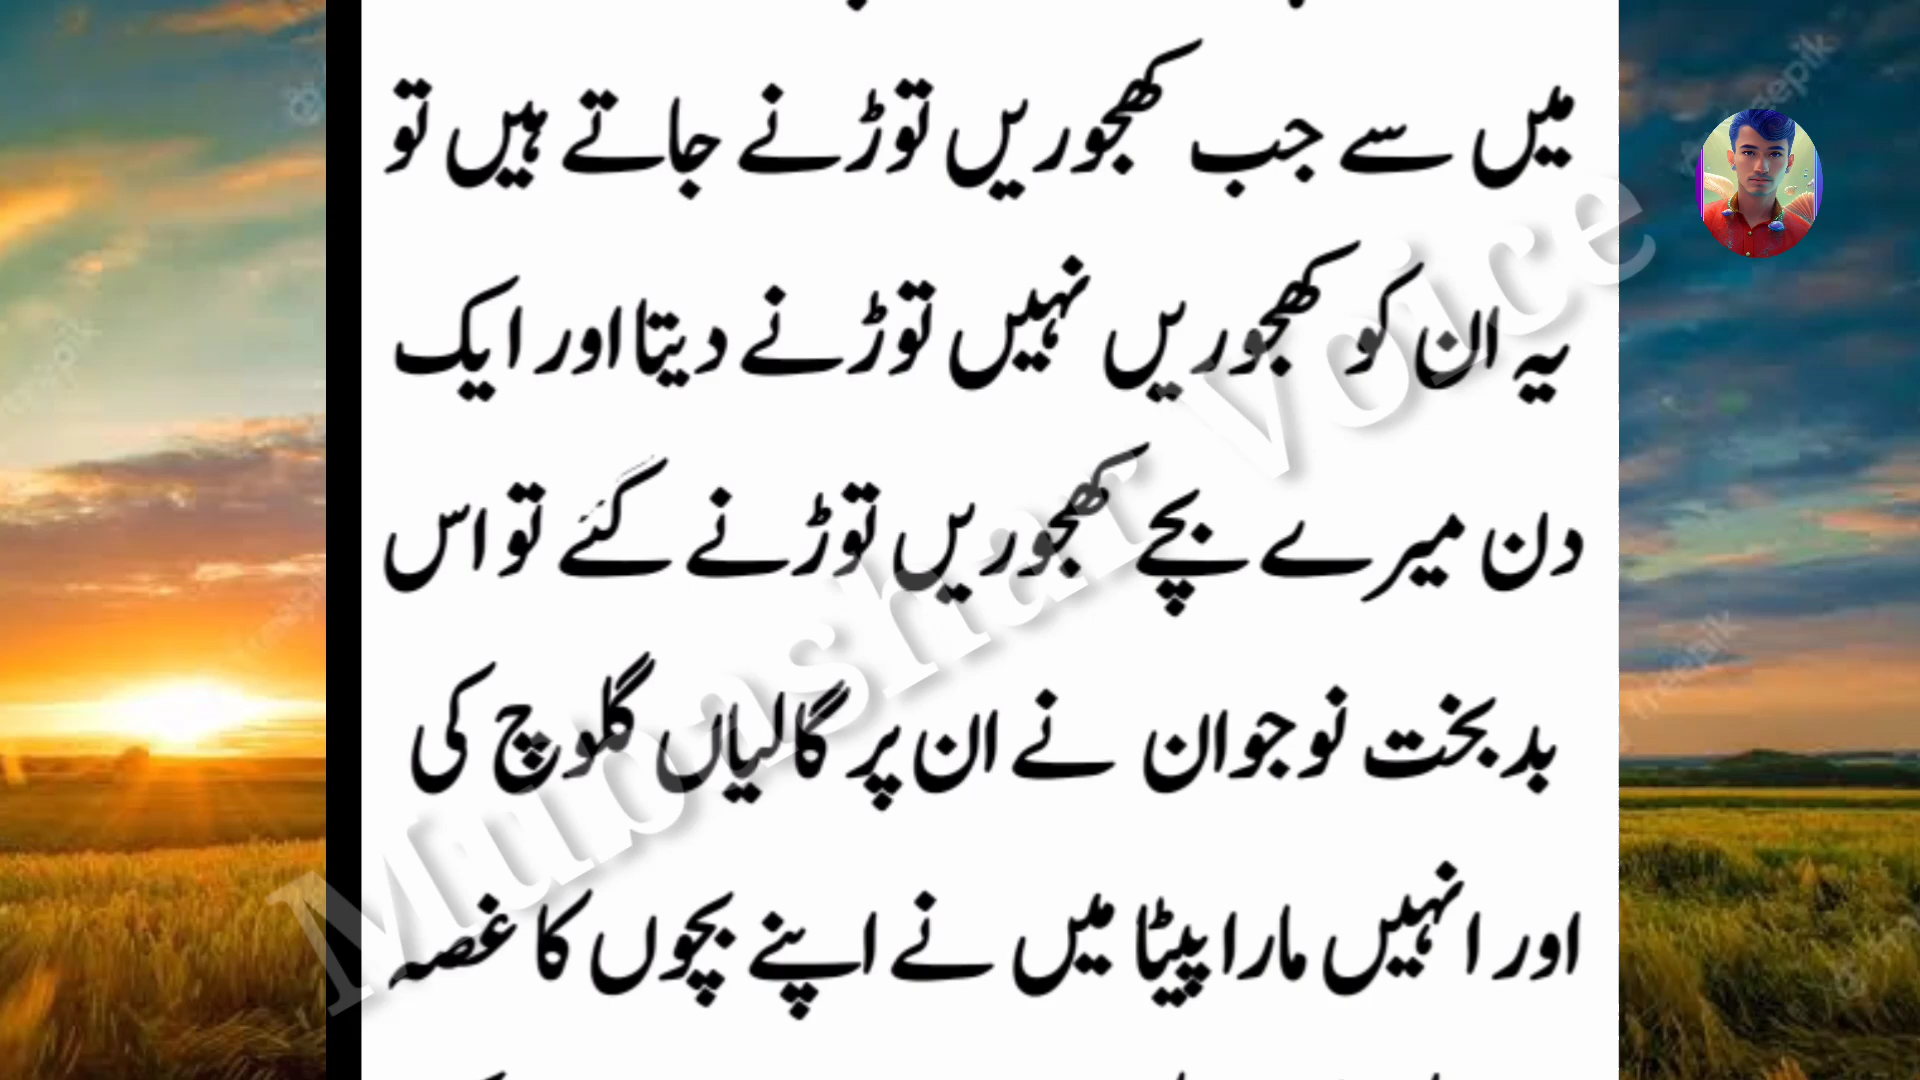 میں سے جب کھجوریں توڑنے جاتے ہیں تو
یہ ان کو کھجوریں نہیں توڑنے دیتا اور ایک
دن میرے بچے کھجوریں توڑنے گئے تو اس
بدبخت نوجوان نے ان پر گالیاں گلوچ کی
اور انہیں مارا پیٹا میں نے اپنے بچوں کا غصہ
Voice
freepik